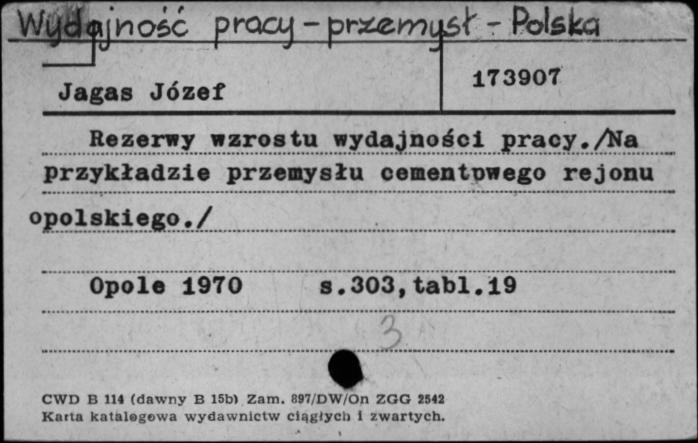 Wydajność pracy - przemysł - Polska
Jagas Józef
173907
Rezerwy wzrostu wydajności pracy./Na
przykładzie przemysłu cementpwego rejonu
opolskiego./
Opole 1970 s.303,tabl.19
3
CWD B 114 (dawny B 15b) Zam. 897/DW/On ZGG 2542
Karta katalogowa wydawnictw ciągłych i zwartych.